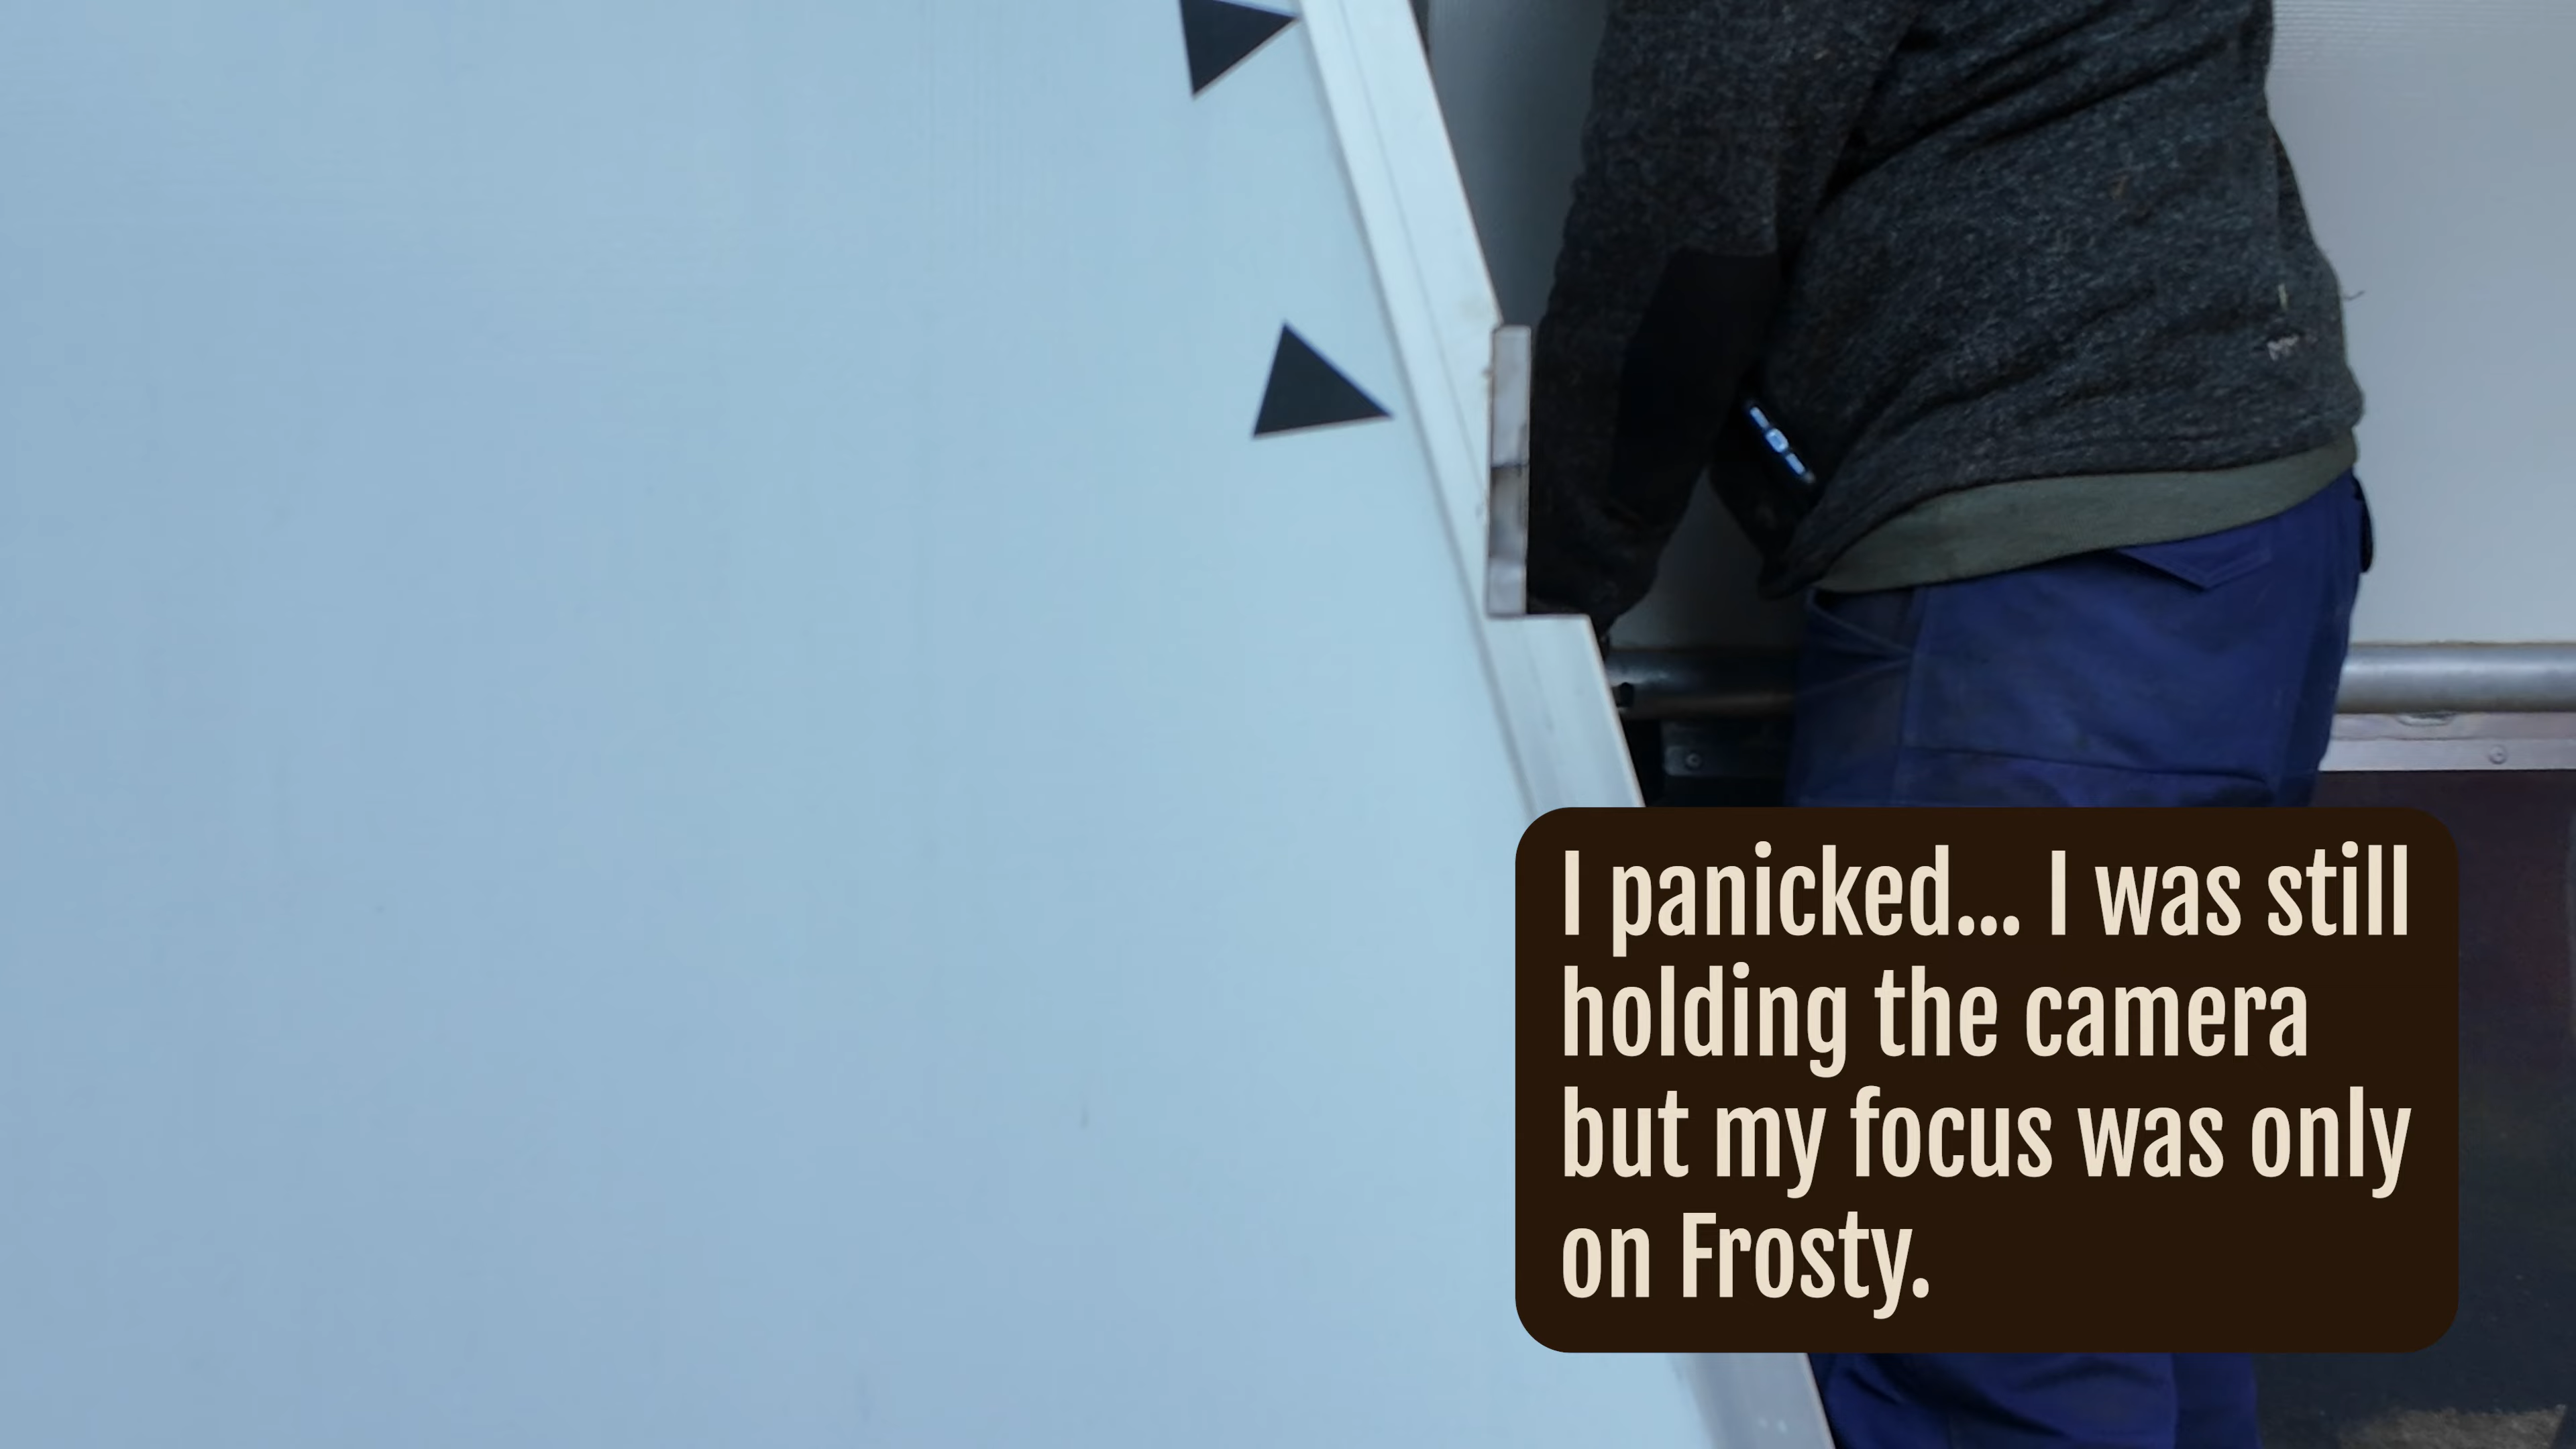 I panicked... I was still
holding the camera
but my focus was only
on Frosty.